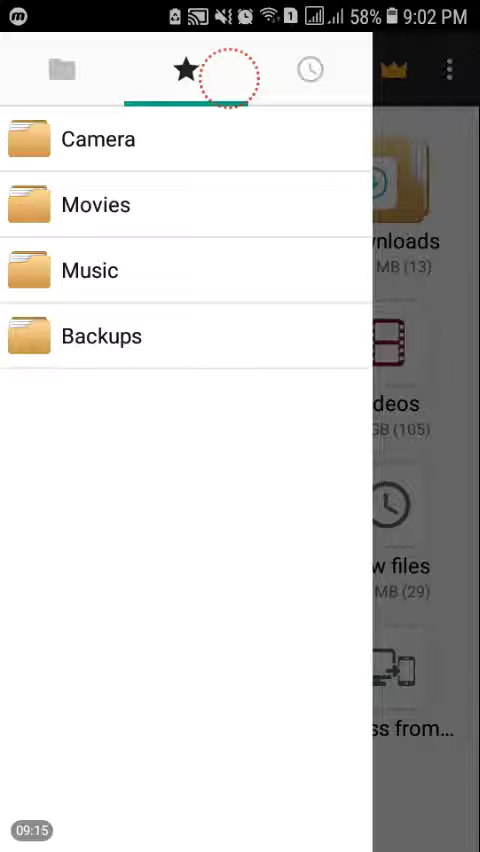 58% 9:02 PM
Camera
Movies
Music
Backups
nloads
MB (13)
deos
GB (105)
w files
MB (29)
ss from...
09:15